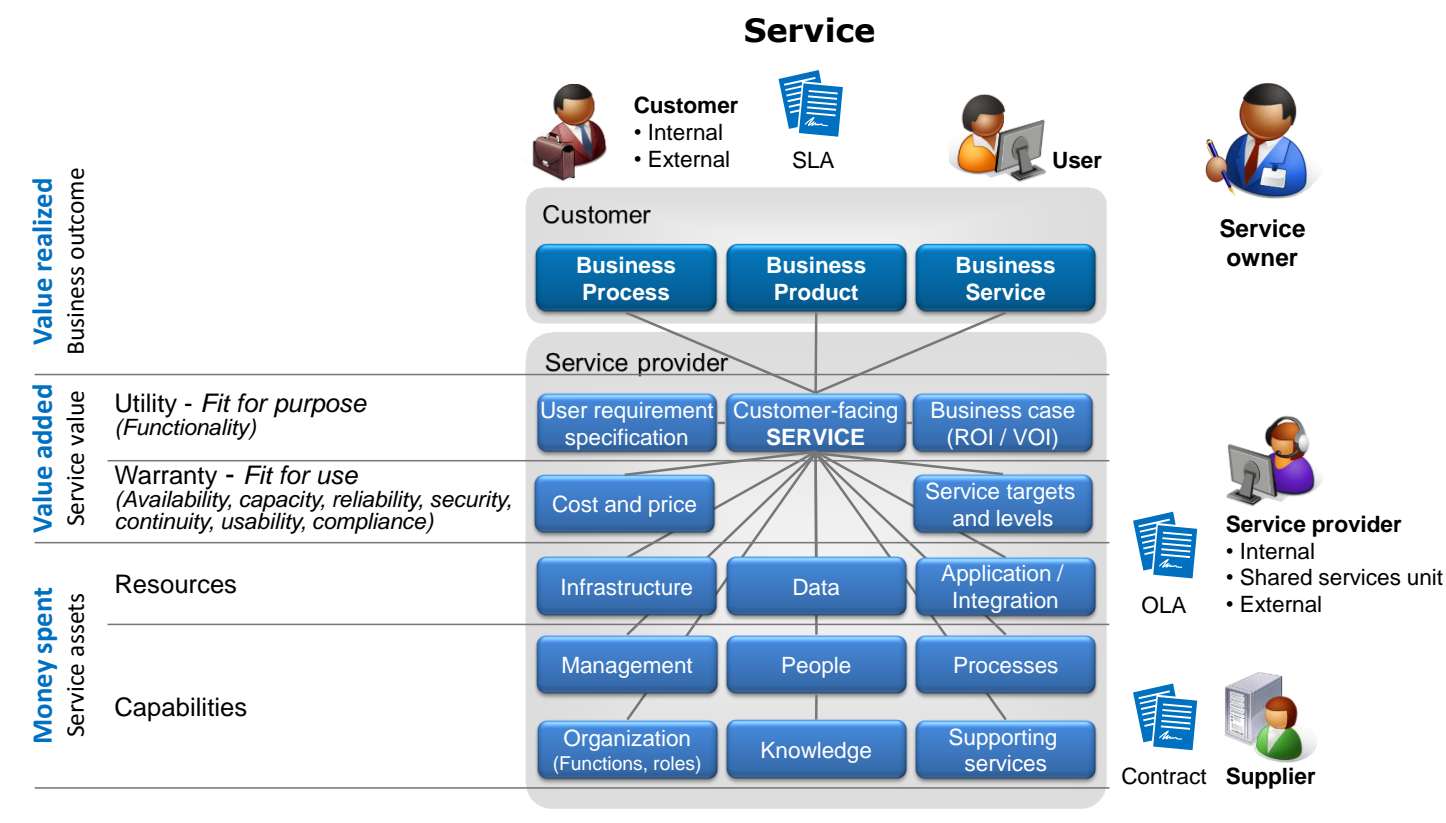 Service
Customer
• Internal
• External
SLA
User
Service
owner
Value realized
Business outcome
Customer
Business
Process
Business
Product
Business
Service
Service provider
Value added
Service value
Utility - Fit for purpose
(Functionality)
User requirement
specification
Customer-facing
SERVICE
Business case
(ROI / VOI)
Warranty - Fit for use
(Availability, capacity, reliability, security,
continuity, usability, compliance)
Cost and price
Service targets
and levels
Service provider
• Internal
• Shared services unit
• External
OLA
Money spent
Service assets
Resources
Infrastructure
Data
Application /
Integration
Capabilities
Management
People
Processes
Organization
(Functions, roles)
Knowledge
Supporting
services
Contract
Supplier